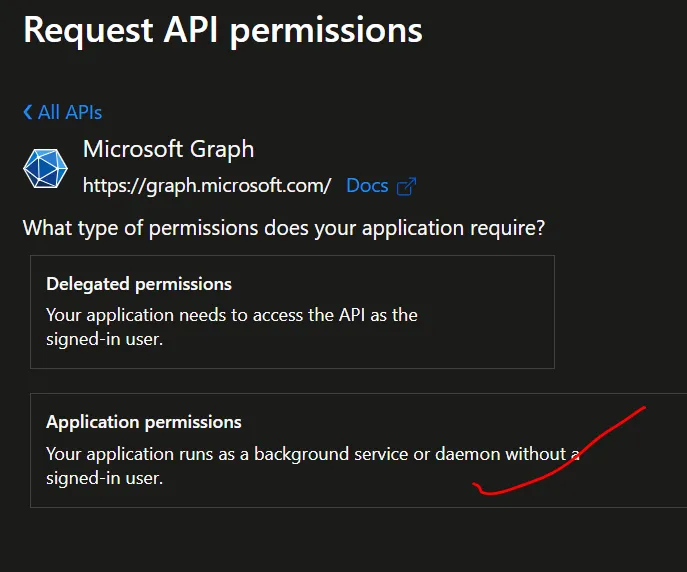 Request API permissions
All APIs
Microsoft Graph
https://graph.microsoft.com/ Docs
What type of permissions does your application require?
Delegated permissions
Your application needs to access the API as the
signed-in user.
Application permissions
Your application runs as a background service or daemon without a
signed-in user.